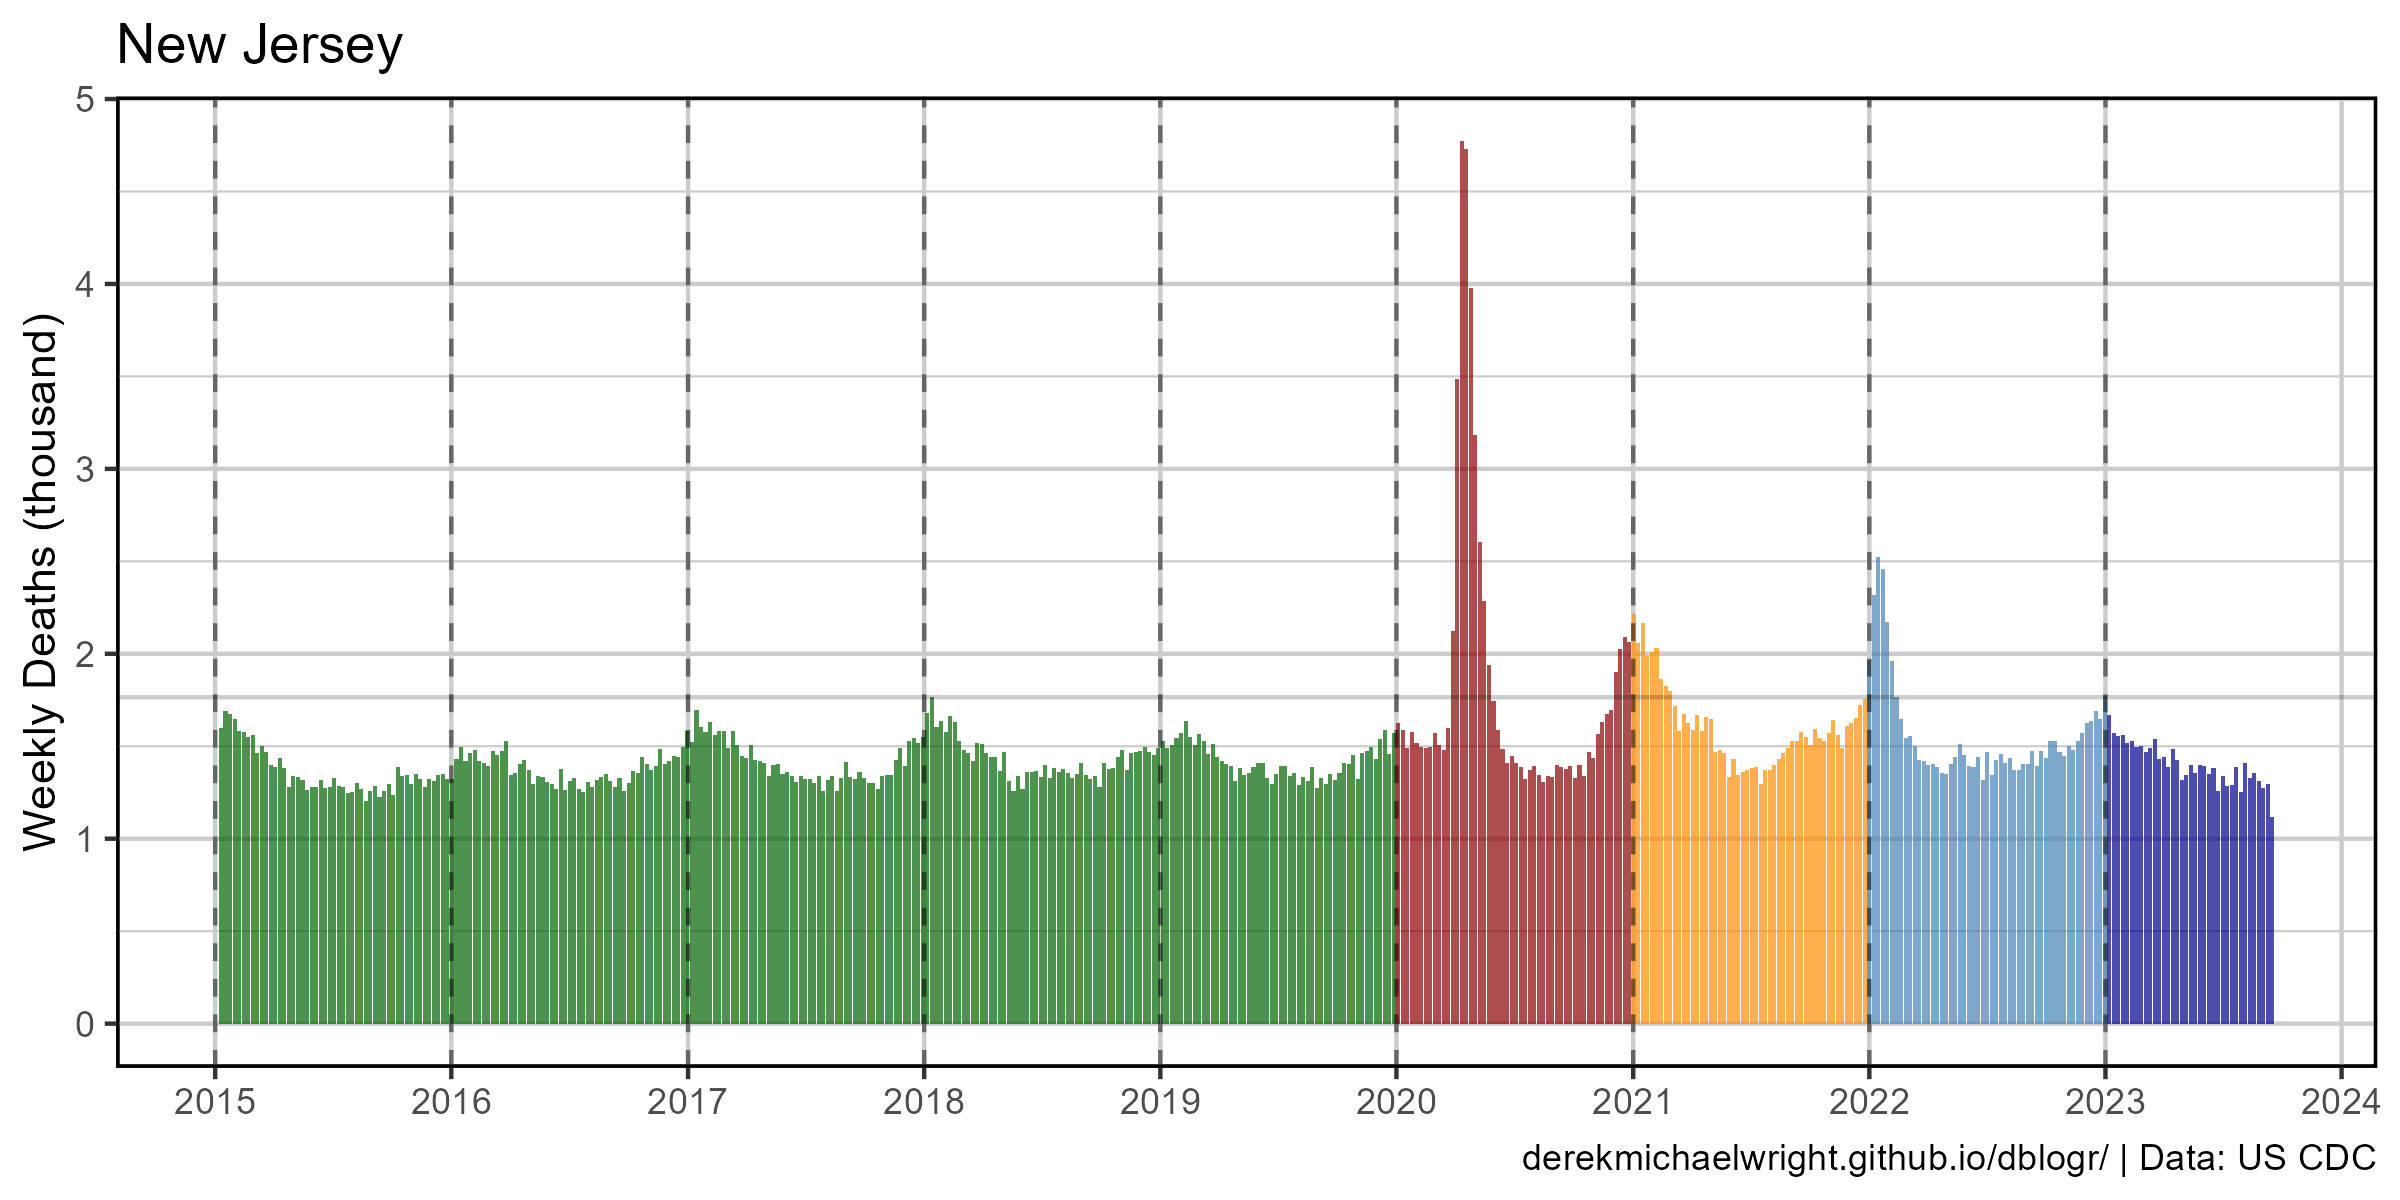 New Jersey
Weekly Deaths (thousand)
5
4
3
2
1
0
2015 2016 2017 2018 2019 2020 2021 2022 2023 2024
derekmichaelwright.github.io/dblogr/ | Data: US CDC